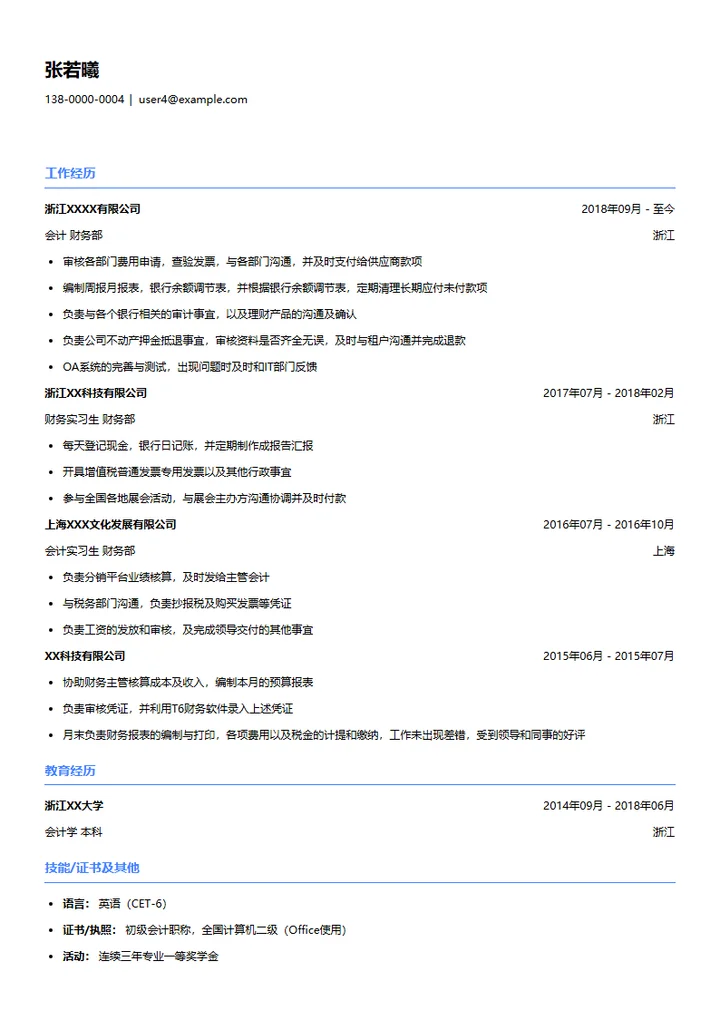 张若曦
138-0000-0004 | user4@example.com
工作经历
浙江XXXX有限公司 2018年09月 - 至今
会计 财务部 浙江
• 审核各部门费用申请，查验发票，与各部门沟通，并及时支付给供应商款项
• 编制周报月报表，银行余额调节表，并根据银行余额调节表，定期清理长期应付未付款项
• 负责与各个银行相关的审计事宜，以及理财产品的沟通及确认
• 负责公司不动产押金抵退事宜，审核资料是否齐全无误，及时与租户沟通并完成退款
• OA系统的完善与测试，出现问题时及时和IT部门反馈
浙江XX科技有限公司 2017年07月 - 2018年02月
财务实习生 财务部 浙江
• 每天登记现金，银行日记账，并定期制作成报告汇报
• 开具增值税普通发票专用发票以及其他行政事宜
• 参与全国各地展会活动，与展会主办方沟通协调并及时付款
上海XXX文化发展有限公司 2016年07月 - 2016年10月
会计实习生 财务部 上海
• 负责分销平台业绩核算，及时发给主管会计
• 与税务部门沟通，负责抄报税及购买发票等凭证
• 负责工资的发放和审核，及完成领导交付的其他事宜
XX科技有限公司 2015年06月 - 2015年07月
• 协助财务主管核算成本及收入，编制本月的预算报表
• 负责审核凭证，并利用T6财务软件录入上述凭证
• 月末负责财务报表的编制与打印，各项费用以及税金的计提和缴纳，工作未出现差错，受到领导和同事的好评
教育经历
浙江XX大学 2014年09月 - 2018年06月
会计学 本科 浙江
技能/证书及其他
• 语言： 英语（CET-6）
• 证书/执照： 初级会计职称，全国计算机二级（Office使用）
• 活动： 连续三年专业一等奖学金